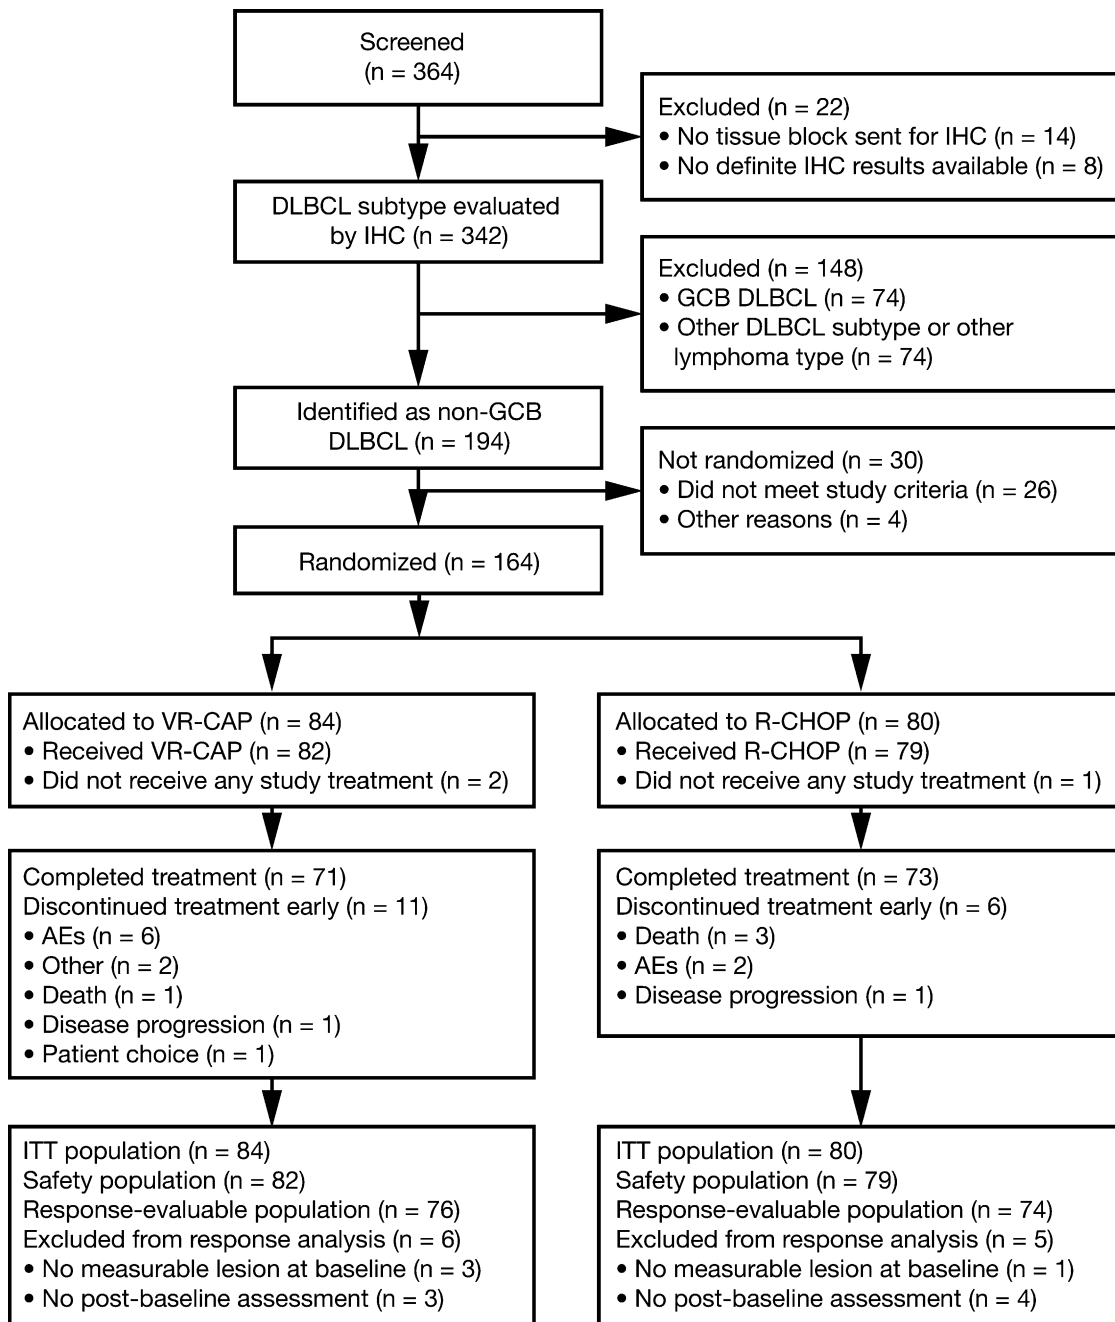 Screened
(n = 364)
Excluded (n = 22)
• No tissue block sent for IHC (n = 14)
• No definite IHC results available (n = 8)
DLBCL subtype evaluated
by IHC (n = 342)
Excluded (n = 148)
• GCB DLBCL (n = 74)
• Other DLBCL subtype or other
lymphoma type (n = 74)
Identified as non-GCB
DLBCL (n = 194)
Not randomized (n = 30)
• Did not meet study criteria (n = 26)
• Other reasons (n = 4)
Randomized (n = 164)
Allocated to VR-CAP (n = 84)
• Received VR-CAP (n = 82)
• Did not receive any study treatment (n = 2)
Allocated to R-CHOP (n = 80)
• Received R-CHOP (n = 79)
• Did not receive any study treatment (n = 1)
Completed treatment (n = 71)
Discontinued treatment early (n = 11)
• AEs (n = 6)
• Other (n = 2)
• Death (n = 1)
• Disease progression (n = 1)
• Patient choice (n = 1)
Completed treatment (n = 73)
Discontinued treatment early (n = 6)
• Death (n = 3)
• AEs (n = 2)
• Disease progression (n = 1)
ITT population (n = 84)
Safety population (n = 82)
Response-evaluable population (n = 76)
Excluded from response analysis (n = 6)
• No measurable lesion at baseline (n = 3)
• No post-baseline assessment (n = 3)
ITT population (n = 80)
Safety population (n = 79)
Response-evaluable population (n = 74)
Excluded from response analysis (n = 5)
• No measurable lesion at baseline (n = 1)
• No post-baseline assessment (n = 4)